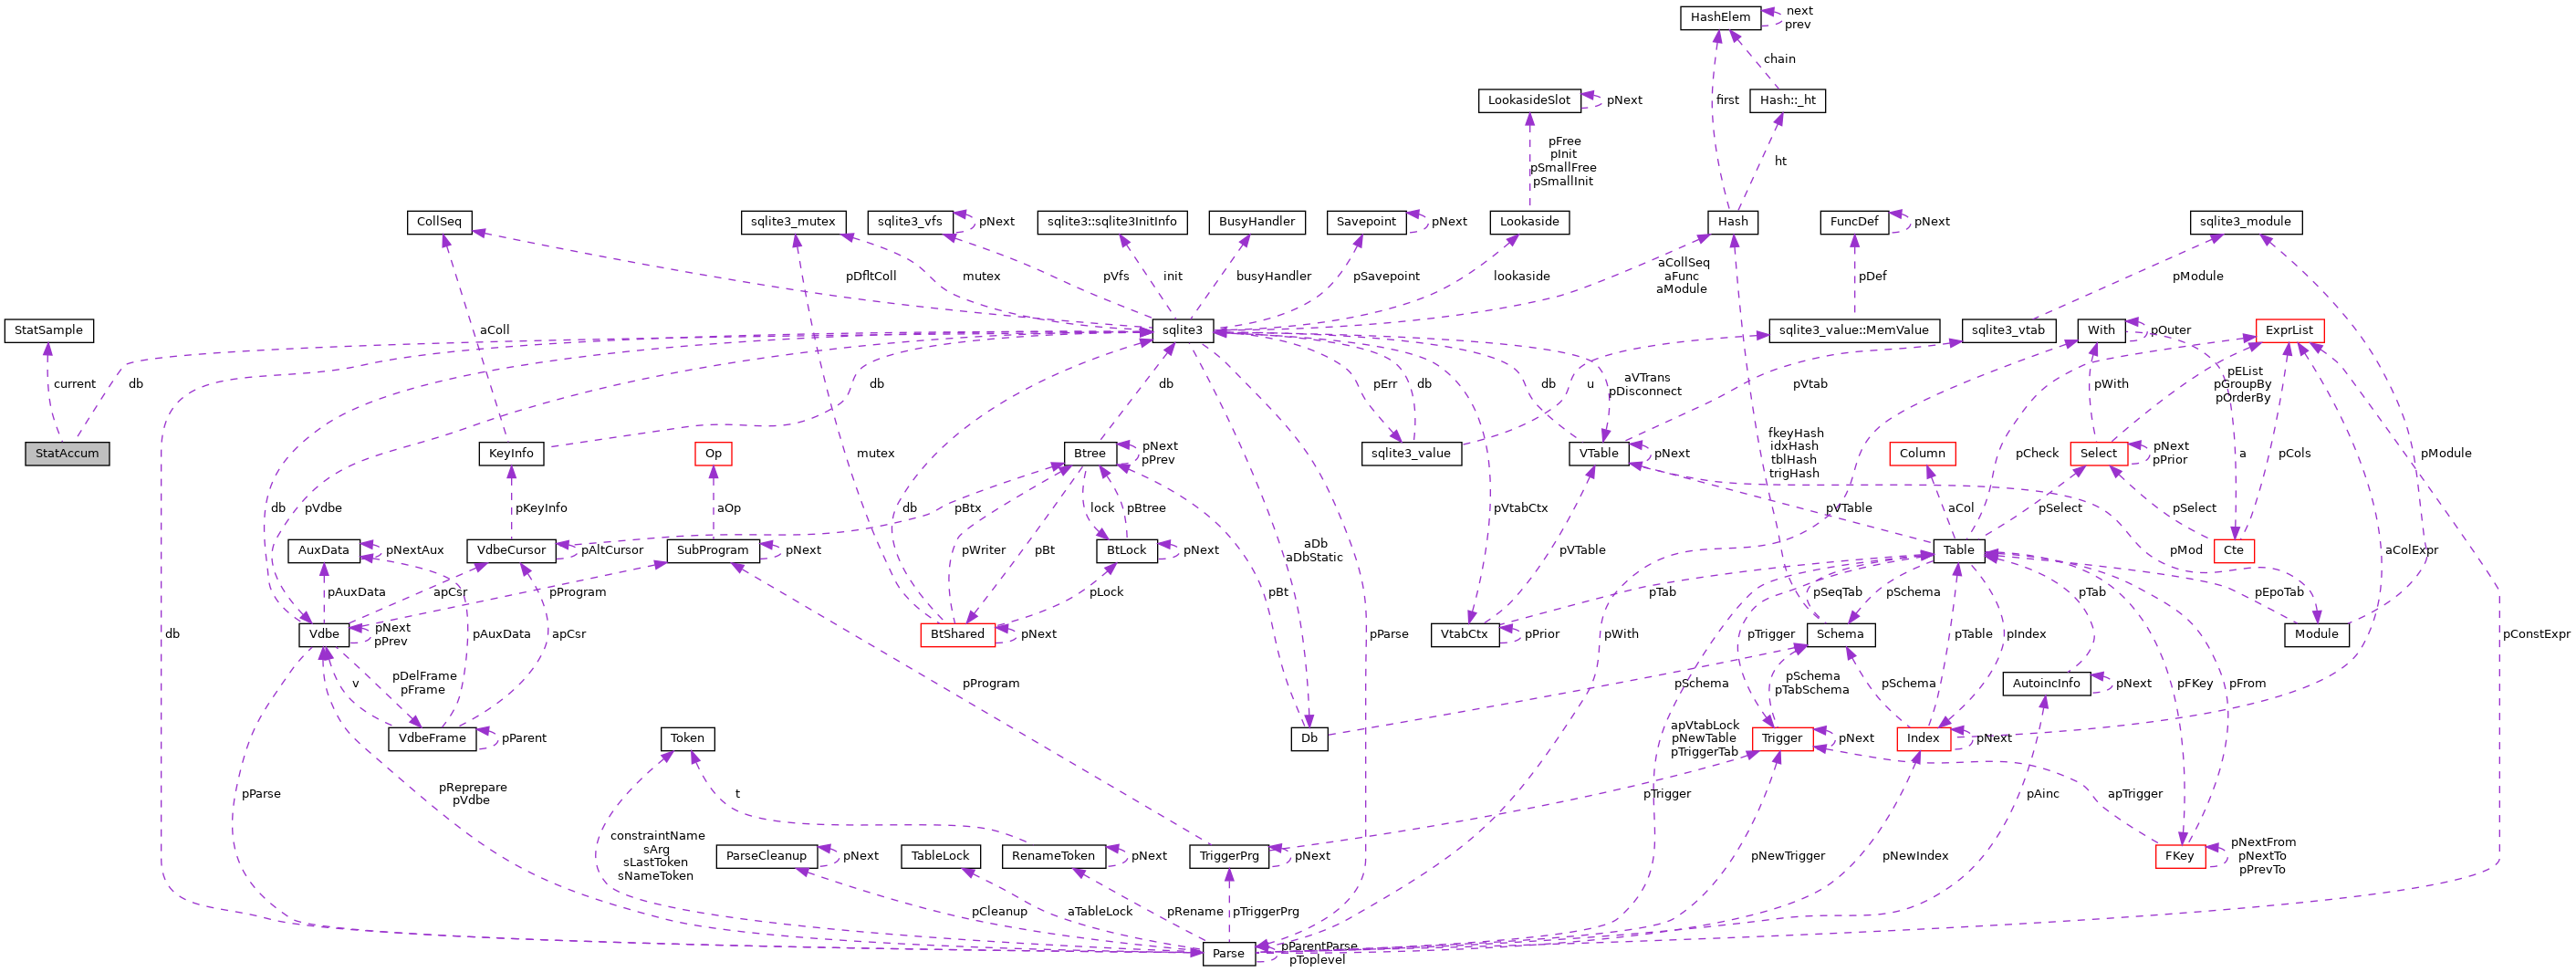 HashElem
next
prev
chain
LookasideSlot
pNext
first
Hash::_ht
pFree
pInit
pSmallFree
pSmallInit
ht
CollSeq
sqlite3_mutex
sqlite3_vfs
pNext
sqlite3::sqlite3InitInfo
BusyHandler
Savepoint
pNext
Lookaside
Hash
FuncDef
pNext
sqlite3_module
pDfltColl
mutex
pVfs
init
busyHandler
pSavepoint
lookaside
aCollSeq
aFunc
aModule
pDef
pModule
StatSample
aColl
sqlite3
sqlite3_value::MemValue
sqlite3_vtab
With
pOuter
ExprList
current
db
db
db
pErr
db
db
u
aVTrans
pDisconnect
pVtab
pWith
pEList
pGroupBy
pOrderBy
StatAccum
KeyInfo
Op
mutex
Btree
pNext
pPrev
sqlite3_value
VTable
pNext
fkeyHash
idxHash
tblHash
trigHash
Column
pCheck
Select
pNext
pPrior
a
pCols
pModule
db
pVdbe
pKeyInfo
aOp
db
pBtx
lock
pBtree
pVtabCtx
pVTable
aCol
pSelect
pSelect
AuxData
pNextAux
VdbeCursor
pAltCursor
SubProgram
pNext
pWriter
pBt
BtLock
pNext
aDb
aDbStatic
pVTable
Table
pMod
Cte
aColExpr
pAuxData
apCsr
pProgram
pLock
pBt
pTab
pSeqTab
pSchema
pTab
pEpoTab
db
Vdbe
pNext
pPrev
pAuxData
apCsr
BtShared
pNext
pParse
VtabCtx
pPrior
pWith
pTrigger
Schema
pTable
pIndex
Module
pConstExpr
v
pDelFrame
pFrame
pProgram
pSchema
pSchema
pTabSchema
pSchema
AutoincInfo
pNext
pFKey
pFrom
VdbeFrame
pParent
Token
Db
apVtabLock
pNewTable
pTriggerTab
Trigger
pNext
Index
pNext
pParse
pReprepare
pVdbe
t
pTrigger
pAinc
apTrigger
constraintName
sArg
sLastToken
sNameToken
ParseCleanup
pNext
TableLock
RenameToken
pNext
TriggerPrg
pNext
pNewTrigger
pNewIndex
FKey
pNextFrom
pNextTo
pPrevTo
pCleanup
aTableLock
pRename
pTriggerPrg
Parse
pParentParse
pToplevel